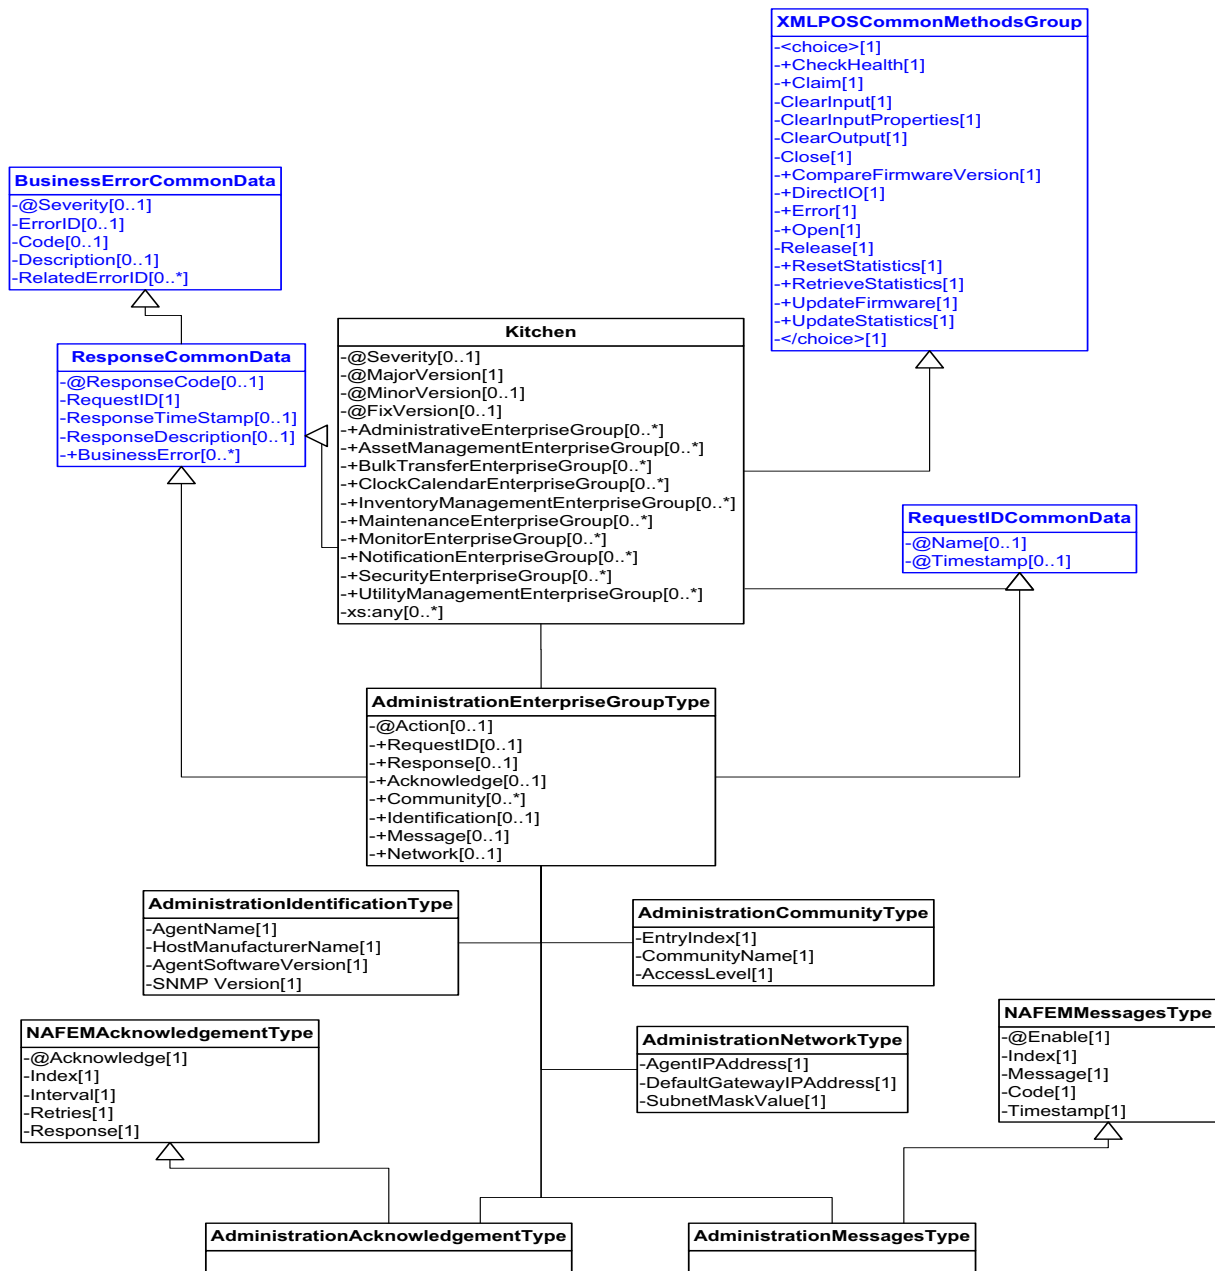 XMLPOSCommonMethodsGroup
-<choice>[1]
-+CheckHealth[1]
-+Claim[1]
-ClearInput[1]
-ClearInputProperties[1]
-ClearOutput[1]
-Close[1]
-+CompareFirmwareVersion[1]
-+DirectIO[1]
-+Error[1]
-+Open[1]
-Release[1]
-+ResetStatistics[1]
-+RetrieveStatistics[1]
-+UpdateFirmware[1]
-+UpdateStatistics[1]
-</choice>[1]
BusinessErrorCommonData
-@Severity[0..1]
-ErrorID[0..1]
-Code[0..1]
-Description[0..1]
-RelatedErrorID[0..*]
ResponseCommonData
-@ResponseCode[0..1]
-RequestID[1]
-ResponseTimeStamp[0..1]
-ResponseDescription[0..1]
-+BusinessError[0..*]
Kitchen
-@Severity[0..1]
-@MajorVersion[1]
-@MinorVersion[0..1]
-@FixVersion[0..1]
-+AdministrativeEnterpriseGroup[0..*]
-+AssetManagementEnterpriseGroup[0..*]
-+BulkTransferEnterpriseGroup[0..*]
-+ClockCalendarEnterpriseGroup[0..*]
-+InventoryManagementEnterpriseGroup[0..*]
-+MaintenanceEnterpriseGroup[0..*]
-+MonitorEnterpriseGroup[0..*]
-+NotificationEnterpriseGroup[0..*]
-+SecurityEnterpriseGroup[0..*]
-+UtilityManagementEnterpriseGroup[0..*]
-xs:any[0..*]
RequestIDCommonData
-@Name[0..1]
-@Timestamp[0..1]
AdministrationEnterpriseGroupType
-@Action[0..1]
-+RequestID[0..1]
-+Response[0..1]
-+Acknowledge[0..1]
-+Community[0..*]
-+Identification[0..1]
-+Message[0..1]
-+Network[0..1]
AdministrationIdentificationType
-AgentName[1]
-HostManufacturerName[1]
-AgentSoftwareVersion[1]
-SNMP Version[1]
AdministrationCommunityType
-EntryIndex[1]
-CommunityName[1]
-AccessLevel[1]
NAFEMAcknowledgementType
-@Acknowledge[1]
-Index[1]
-Interval[1]
-Retries[1]
-Response[1]
AdministrationNetworkType
-AgentIPAddress[1]
-DefaultGatewayIPAddress[1]
-SubnetMaskValue[1]
NAFEMMessagesType
-@Enable[1]
-Index[1]
-Message[1]
-Code[1]
-Timestamp[1]
AdministrationAcknowledgementType
AdministrationMessagesType